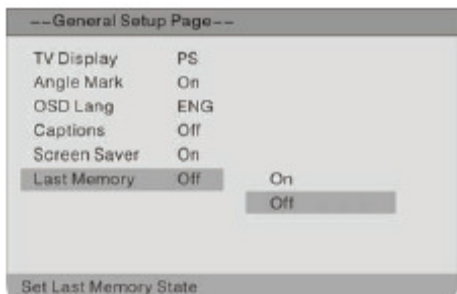 --General Setup Page--
TV Display PS
Angle Mark On
OSD Lang ENG
Captions Off
Screen Saver On
Last Memory Off On
Off
Set Last Memory State